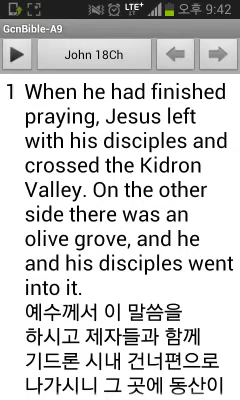 LTE 오후 9:42
GcnBible-A9
John 18Ch
1 When he had finished
praying, Jesus left
with his disciples and
crossed the Kidron
Valley. On the other
side there was an
olive grove, and he
and his disciples went
into it.
예수께서 이 말씀을
하시고 제자들과 함께
기드론 시내 건너편으로
나가시니 그 곳에 동산이